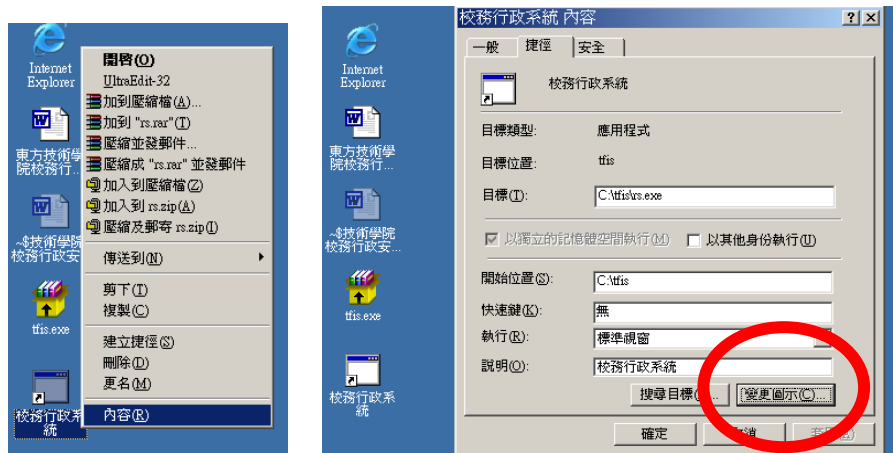 Internet
Explorer
東方技術學
院校務行...
~$技術學院
校務行政安
tfis.exe
校務行政系
統
開啓(O)
UltraEdit-32
加到壓縮檔(A)...
加到 "rs.rar"(T)
壓縮並發郵件...
壓縮成 "rs.rar" 並發郵件
加入到壓縮檔(Z)
加入到 rs.zip(A)
壓縮及郵寄 rs.zip(I)
傳送到(N)
剪下(T)
複製(C)
建立捷徑(S)
刪除(D)
更名(M)
內容(R)
Internet
Explorer
東方技術學
院校務行...
~$技術學院
校務行政安...
tfis.exe
校務行政系
統
校務行政系統 內容
一般 捷徑 安全
校務行政系統
目標類型: 應用程式
目標位置: tfis
目標(T): C:\tfis\rs.exe
以獨立的記憶體空間執行(M) 以其他身份執行(U)
開始位置(S): C:\tfis
快速鍵(K): 無
執行(R): 標準視窗
說明(O): 校務行政系統
搜尋目標 變更圖示(C)...
確定